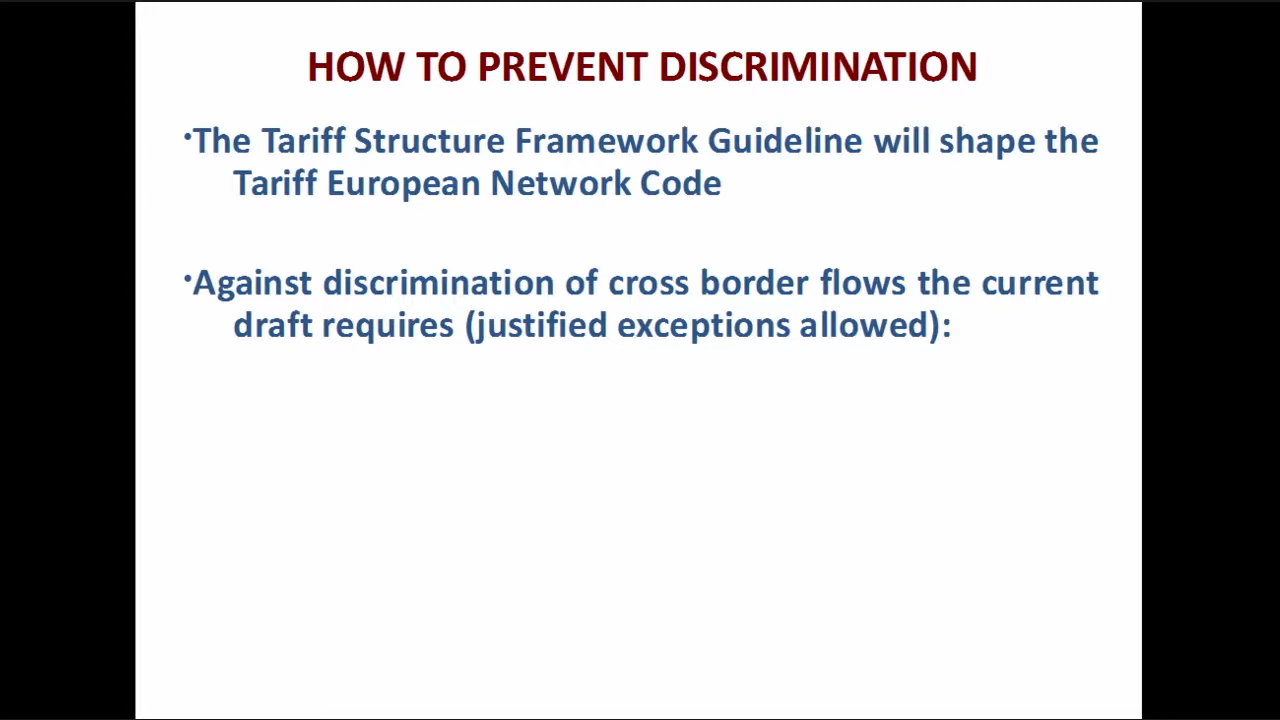 HOW TO PREVENT DISCRIMINATION
•The Tariff Structure Framework Guideline will shape the
Tariff European Network Code
•Against discrimination of cross border flows the current
draft requires (justified exceptions allowed):